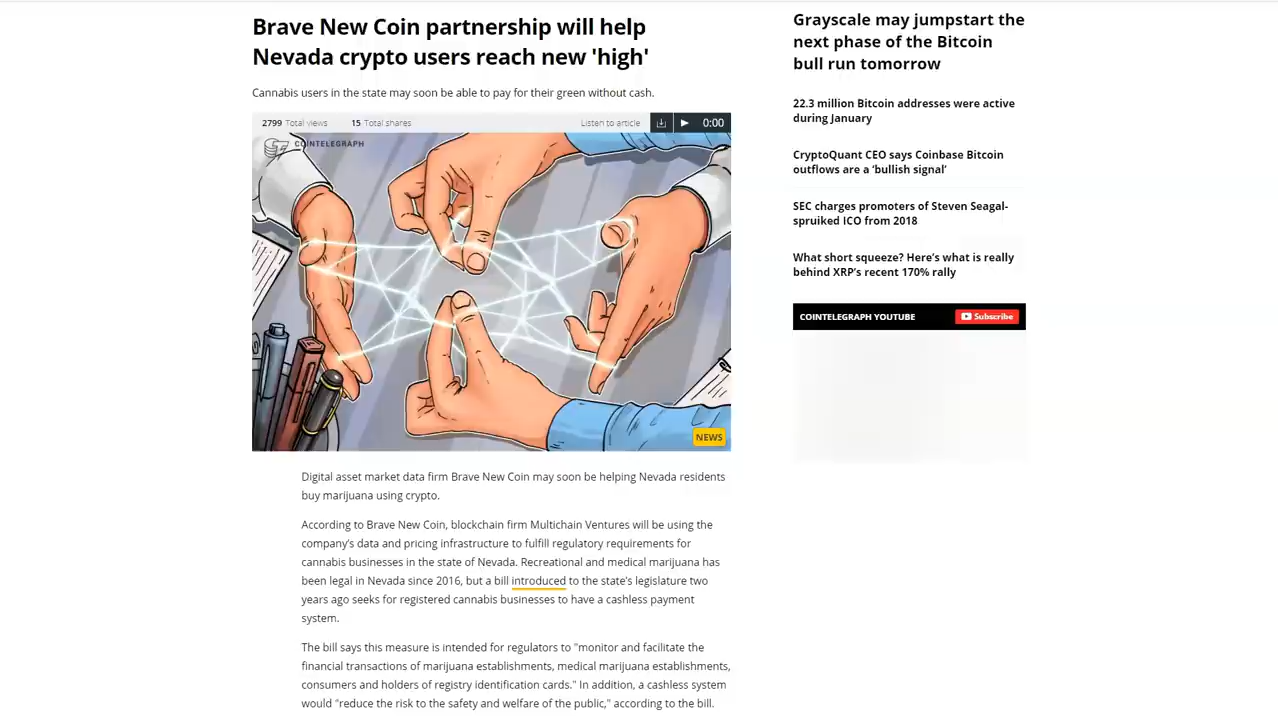 Brave New Coin partnership will help
Nevada crypto users reach new 'high'
Cannabis users in the state may soon be able to pay for their green without cash.
2799 Total views 15 Total shares Listen to article 0:00
COINTELEGRAPH
NEWS
Digital asset market data firm Brave New Coin may soon be helping Nevada residents
buy marijuana using crypto.
According to Brave New Coin, blockchain firm Multichain Ventures will be using the
company's data and pricing infrastructure to fulfill regulatory requirements for
cannabis businesses in the state of Nevada. Recreational and medical marijuana has
been legal in Nevada since 2016, but a bill introduced to the state's legislature two
years ago seeks for registered cannabis businesses to have a cashless payment
system.
The bill says this measure is intended for regulators to "monitor and facilitate the
financial transactions of marijuana establishments, medical marijuana establishments,
consumers and holders of registry identification cards." In addition, a cashless system
would "reduce the risk to the safety and welfare of the public," according to the bill.
Grayscale may jumpstart the
next phase of the Bitcoin
bull run tomorrow
22.3 million Bitcoin addresses were active
during January
CryptoQuant CEO says Coinbase Bitcoin
outflows are a ‘bullish signal’
SEC charges promoters of Steven Seagal-
spruiked ICO from 2018
What short squeeze? Here’s what is really
behind XRP’s recent 170% rally
COINTELEGRAPH YOUTUBE Subscribe